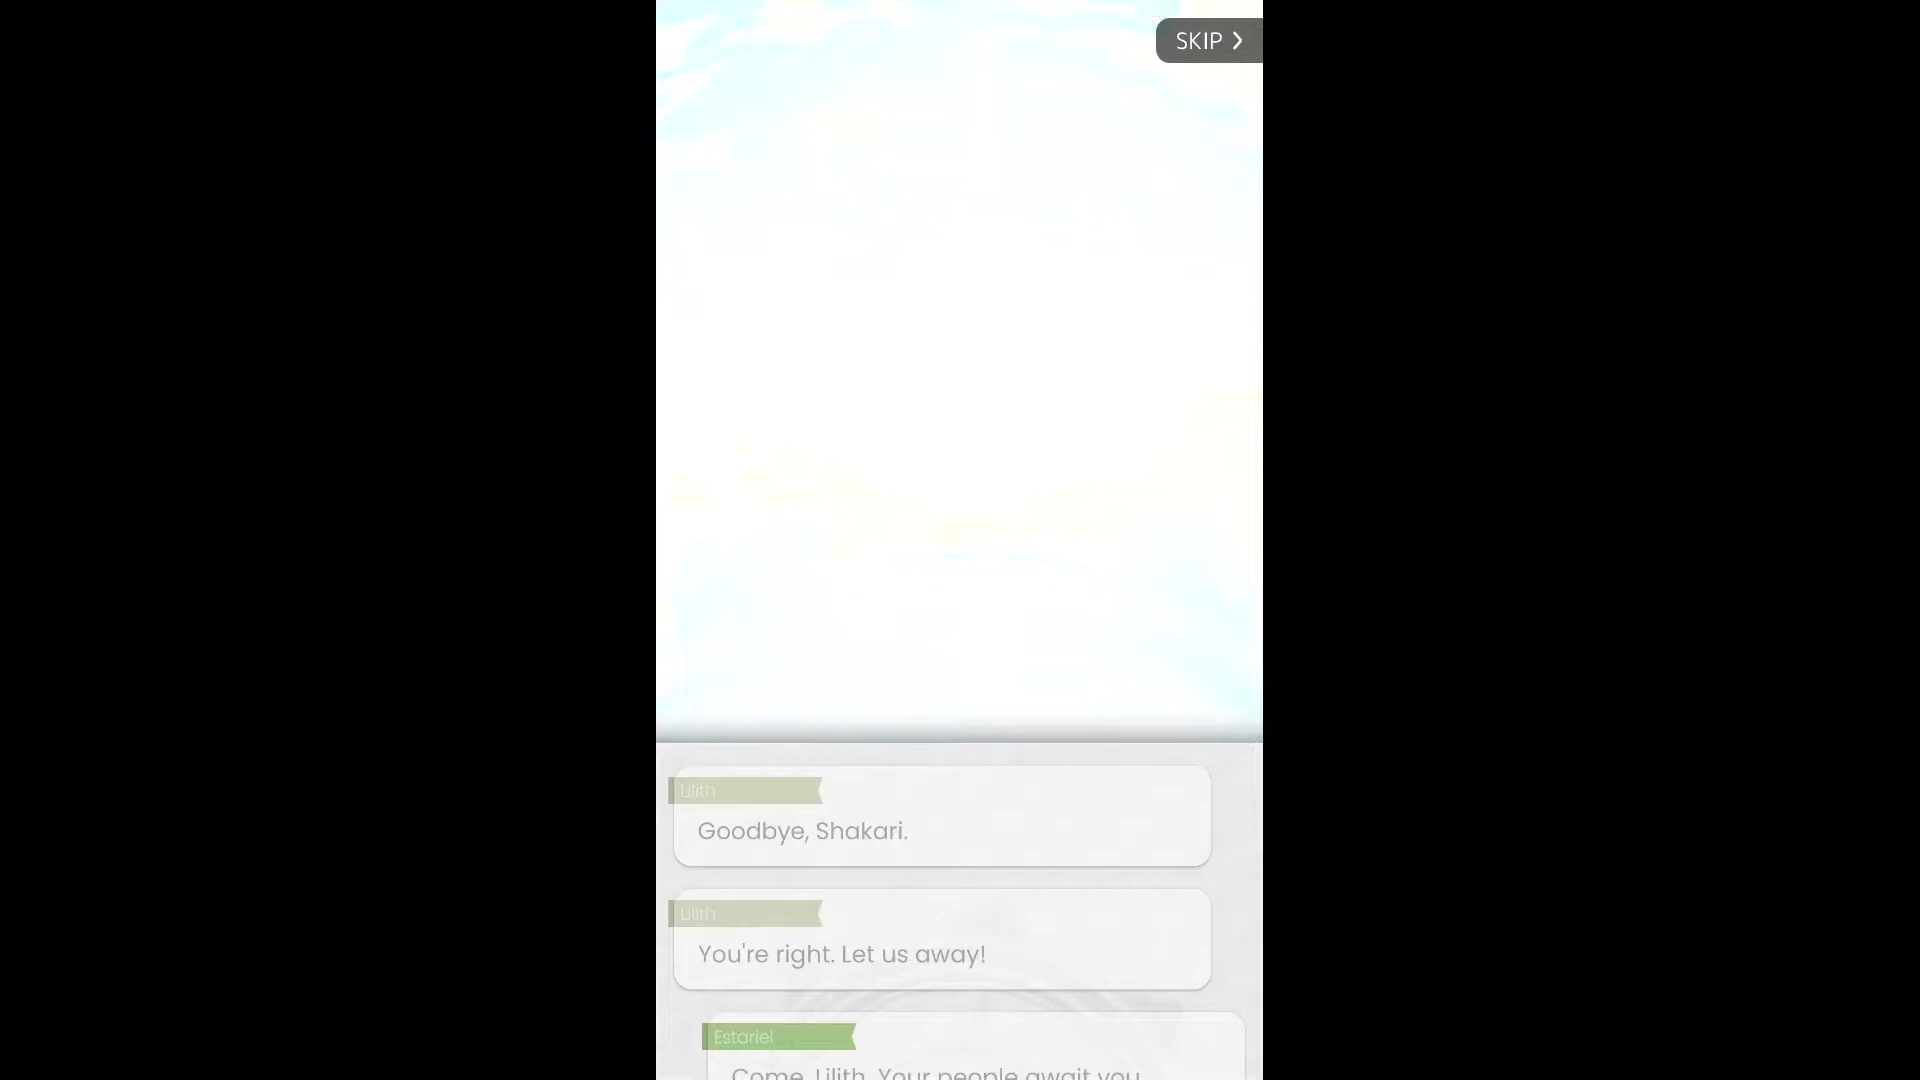 SKIP
Lilith
Goodbye, Shakari.
Lilith
You're right. Let us away!
Estariel
Come, Lilith. Your people await you.